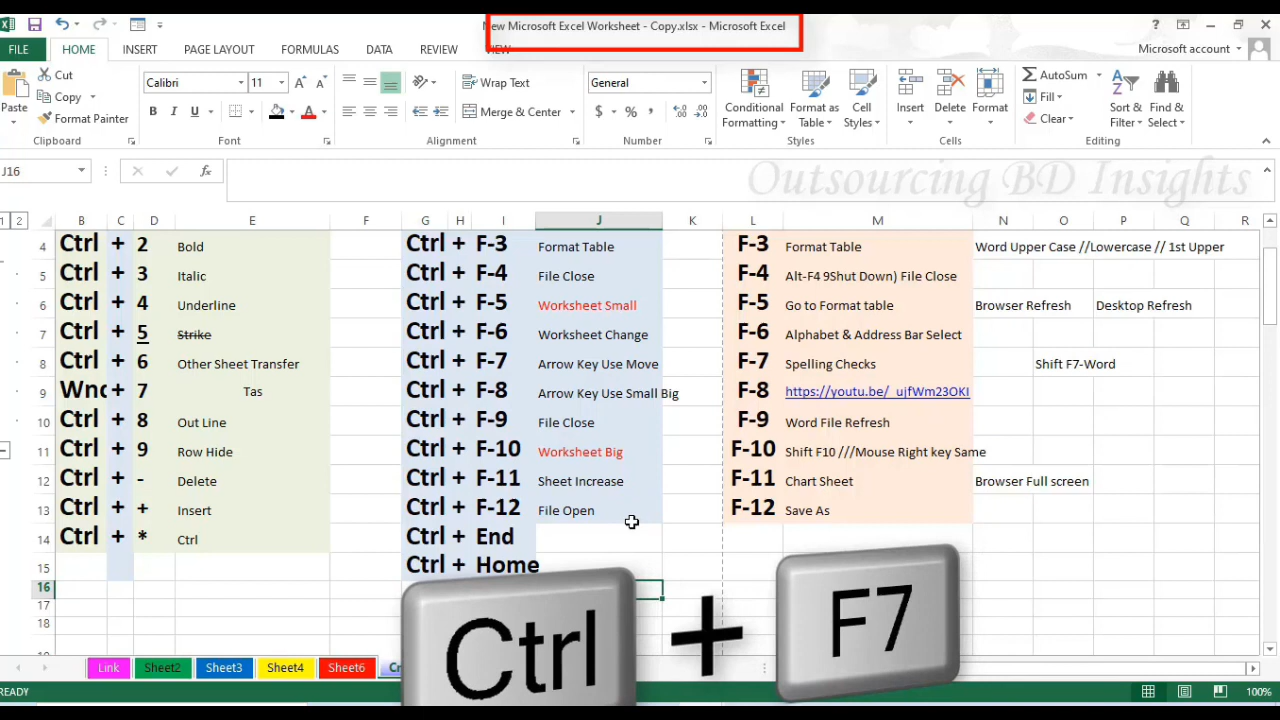 New Microsoft Excel Worksheet - Copy.xlsx - Microsoft Excel
FILE HOME INSERT PAGE LAYOUT FORMULAS DATA REVIEW VIEW Microsoft account
Cut Copy Format Painter Paste Clipboard
Calibri 11 B I U Font
Wrap Text Merge & Center Alignment
General $ % , Number
Conditional Formatting Format as Table Cell Styles Styles
Insert Delete Format Cells
AutoSum Fill Clear Sort & Filter Find & Select Editing
J16 fx
Outsourcing BD Insights
1 2 B C D E F G H I J K L M N O P Q R
4 Ctrl + 2 Bold Ctrl + F-3 Format Table F-3 Format Table Word Upper Case //Lowercase // 1st Upper
5 Ctrl + 3 Italic Ctrl + F-4 File Close F-4 Alt-F4 9Shut Down) File Close
6 Ctrl + 4 Underline Ctrl + F-5 Worksheet Small F-5 Go to Format table Browser Refresh Desktop Refresh
7 Ctrl + 5 Strike Ctrl + F-6 Worksheet Change F-6 Alphabet & Address Bar Select
8 Ctrl + 6 Other Sheet Transfer Ctrl + F-7 Arrow Key Use Move F-7 Spelling Checks Shift F7-Word
9 Wnd + 7 Tas Ctrl + F-8 Arrow Key Use Small Big F-8 https://youtu.be/_ujfWm23OKI
10 Ctrl + 8 Out Line Ctrl + F-9 File Close F-9 Word File Refresh
11 Ctrl + 9 Row Hide Ctrl + F-10 Worksheet Big F-10 Shift F10 ///Mouse Right key Same
12 Ctrl + - Delete Ctrl + F-11 Sheet Increase F-11 Chart Sheet Browser Full screen
13 Ctrl + + Insert Ctrl + F-12 File Open F-12 Save As
14 Ctrl + * Ctrl Ctrl + End
15 Ctrl + Home
16
17
18
Ctrl + F7
Link Sheet2 Sheet3 Sheet4 Sheet6
READY 100%